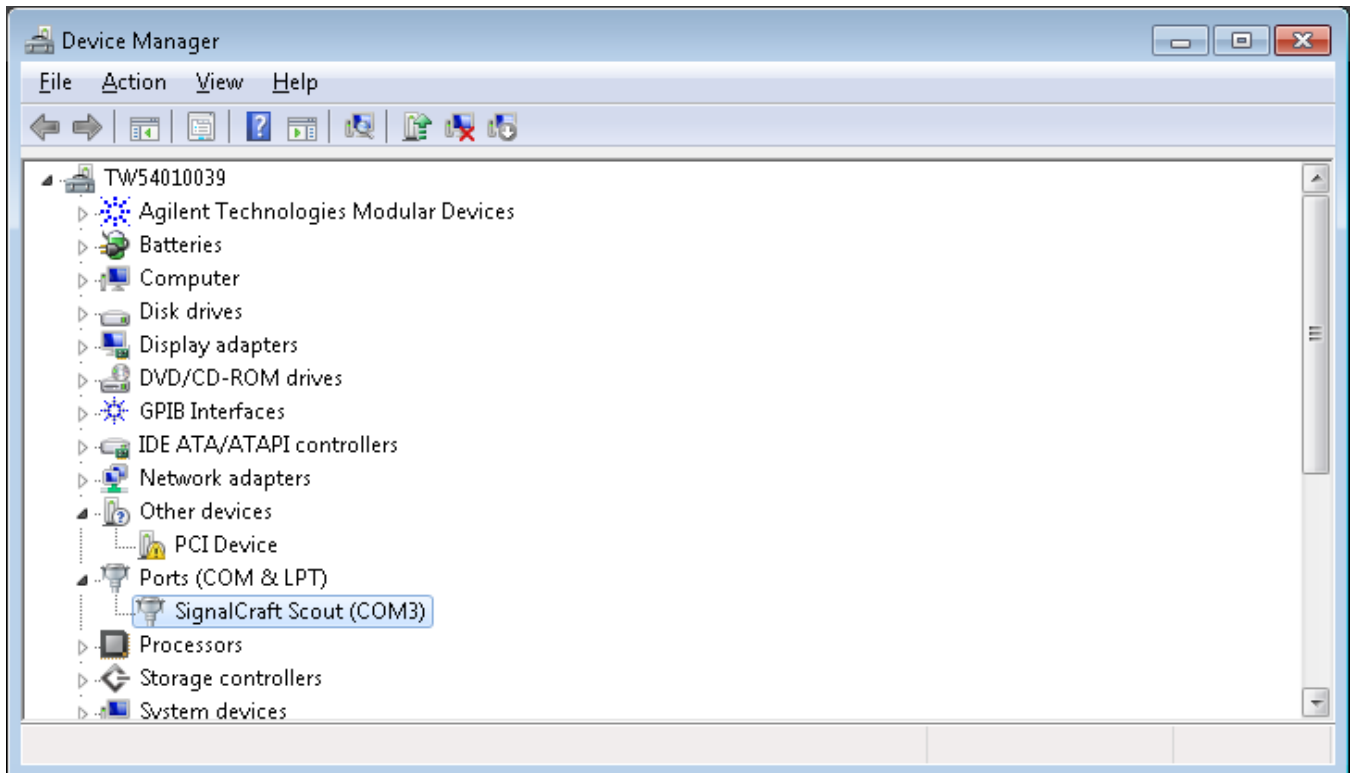 Device Manager
File Action View Help
TW54010039
Agilent Technologies Modular Devices
Batteries
Computer
Disk drives
Display adapters
DVD/CD-ROM drives
GPIB Interfaces
IDE ATA/ATAPI controllers
Network adapters
Other devices
PCI Device
Ports (COM & LPT)
SignalCraft Scout (COM3)
Processors
Storage controllers
System devices